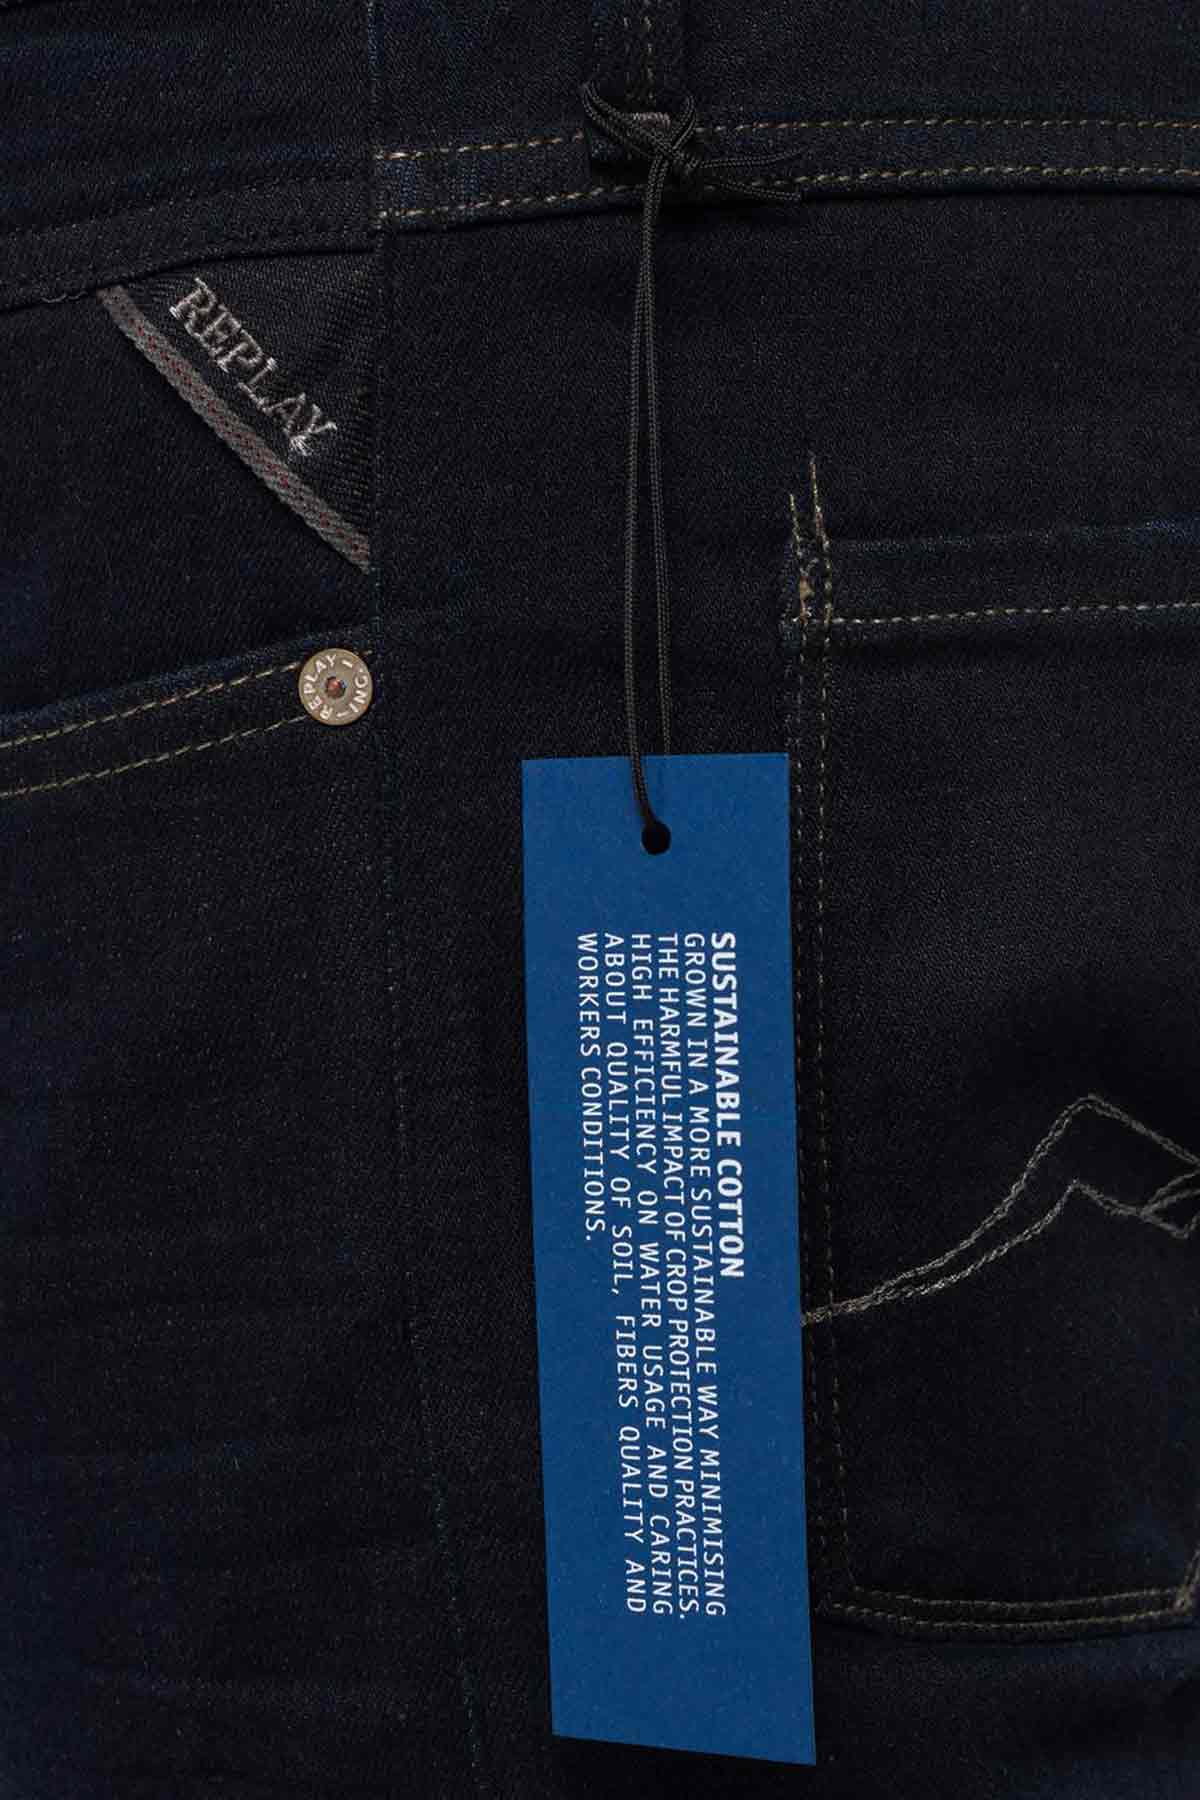 REPLAY
REPLAY INC.
SUSTAINABLE COTTON
GROWN IN A MORE SUSTAINABLE WAY MINIMISING
THE HARMFUL IMPACT OF CROP PROTECTION PRACTICES.
HIGH EFFICIENCY ON WATER USAGE AND CARING
ABOUT QUALITY OF SOIL, FIBERS QUALITY AND
WORKERS CONDITIONS.